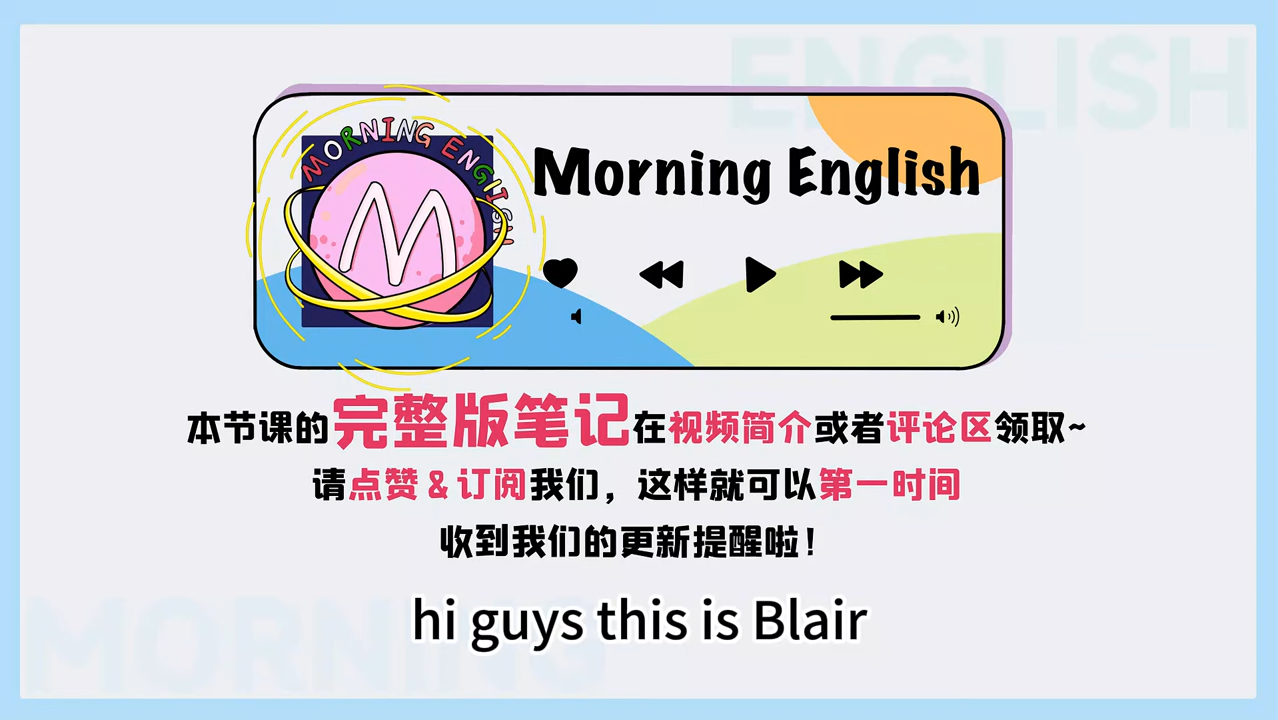 ENGLISH
MORNING ENGLISH
M
Morning English
本节课的完整版笔记在视频简介或者评论区领取~
请点赞&订阅我们，这样就可以第一时间
收到我们的更新提醒啦！
hi guys this is Blair
MORNING